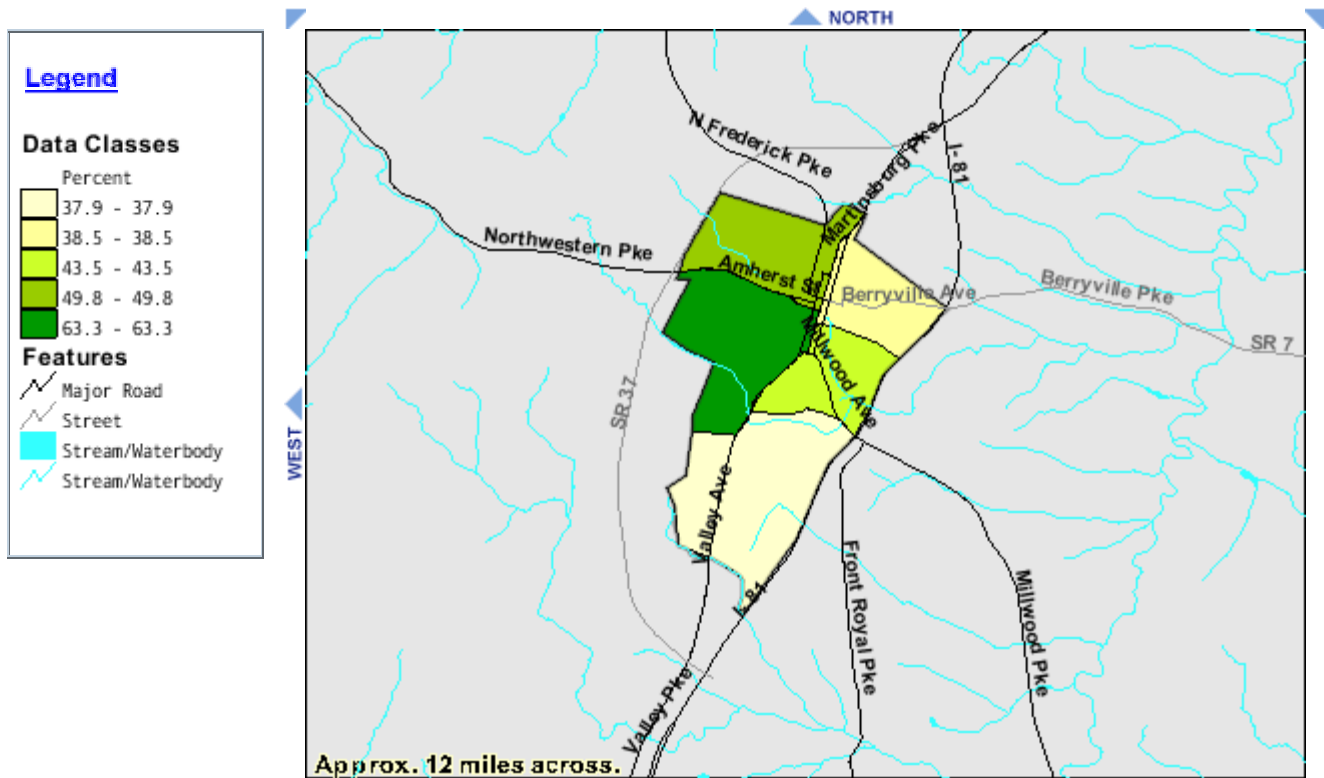 NORTH
Legend
Data Classes
Percent
37.9 - 37.9
38.5 - 38.5
43.5 - 43.5
49.8 - 49.8
63.3 - 63.3
Features
Major Road
Street
Stream/Waterbody
Stream/Waterbody
WEST
N Frederick Pke
Martinsburg Pke
I-81
Northwestern Pke
Amherst St
Berryville Ave
Berryville Pke
SR 7
Millwood Ave
SR 37
Valley Ave
I-81
Front Royal Pke
Millwood Pke
Valley Pke
Approx. 12 miles across.